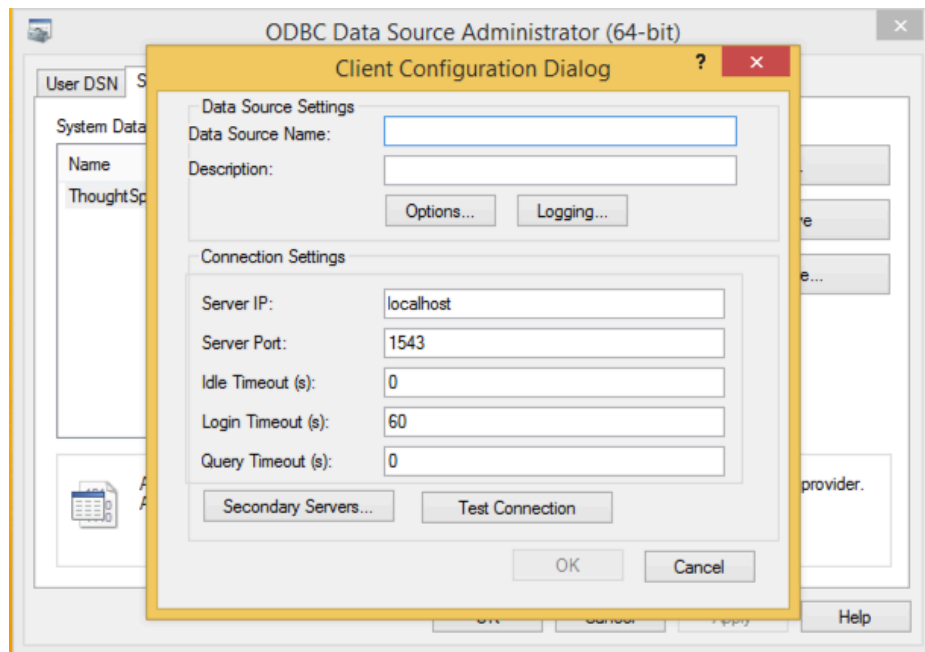 ODBC Data Source Administrator (64-bit)
Client Configuration Dialog
?
User DSN
System Data
Name
ThoughtSp
Data Source Settings
Data Source Name:
Description:
Options...
Logging...
Connection Settings
Server IP:
localhost
Server Port:
1543
Idle Timeout (s):
0
Login Timeout (s):
60
Query Timeout (s):
0
provider.
Secondary Servers...
Test Connection
OK
Cancel
Help